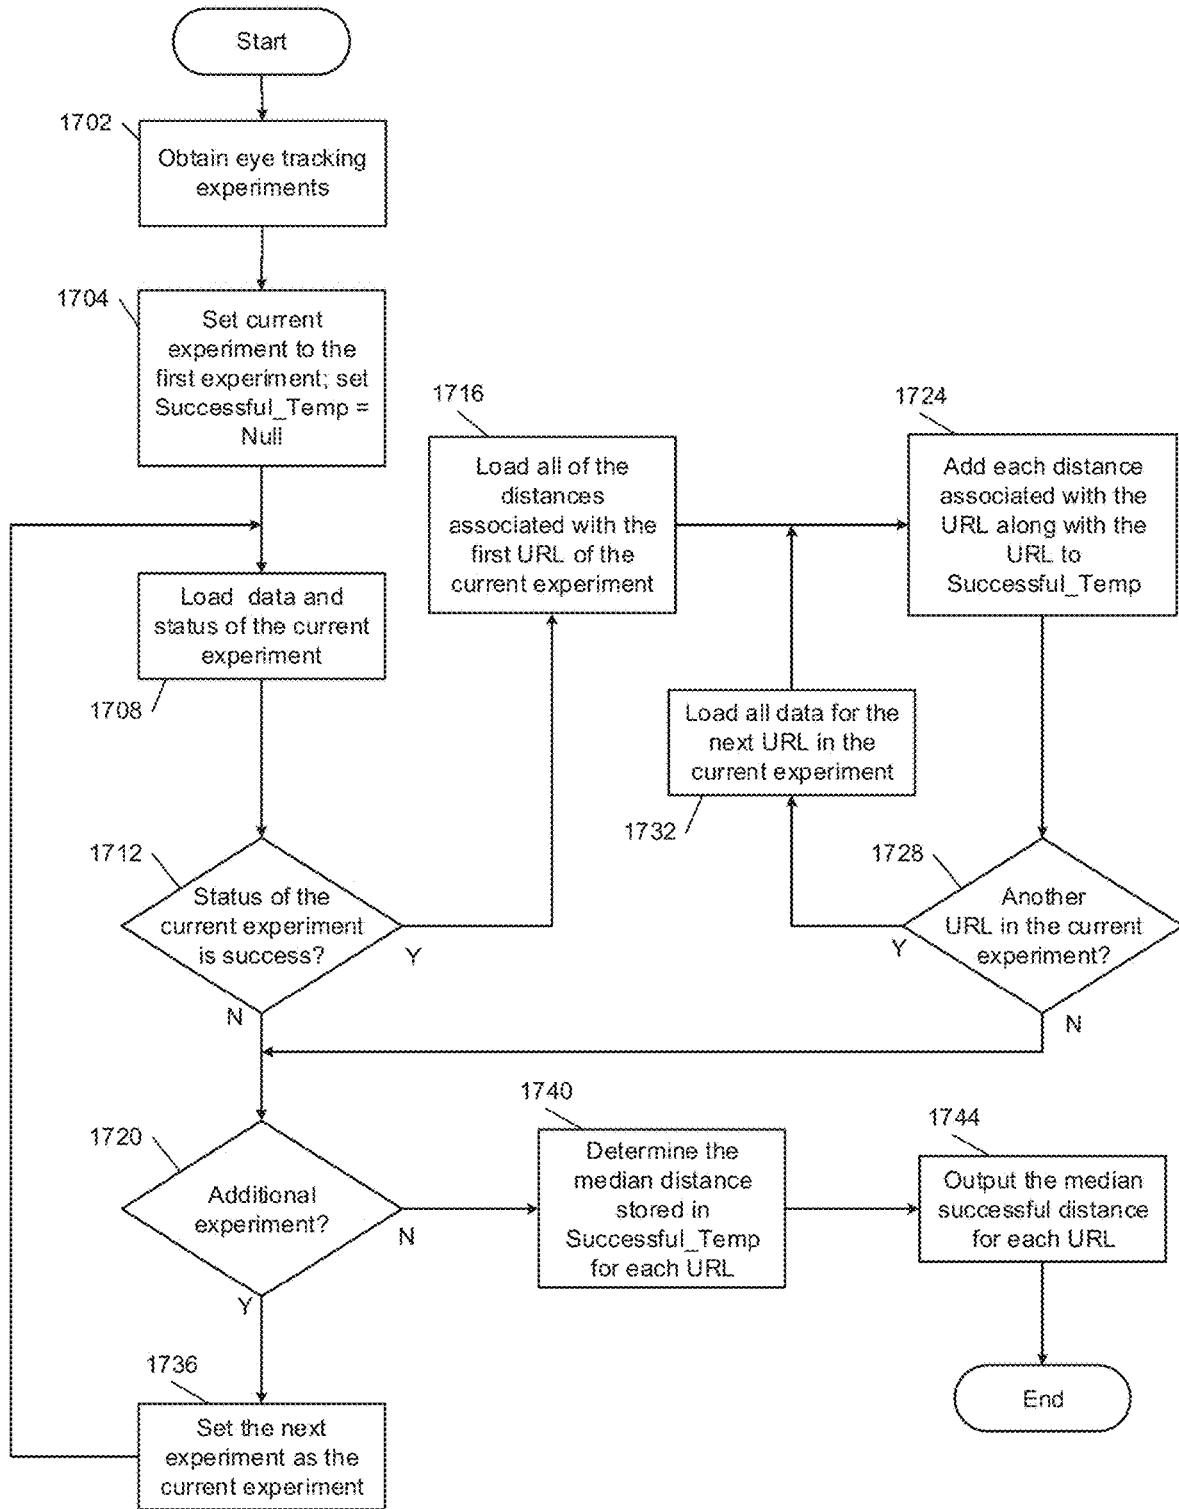 Start
1702
Obtain eye tracking
experiments
1704
Set current
experiment to the
first experiment; set
Successful_Temp =
Null
1716
Load all of the
distances
associated with the
first URL of the
current experiment
1724
Add each distance
associated with the
URL along with the
URL to
Successful_Temp
Load data and
status of the current
experiment
1708
Load all data for the
next URL in the
current experiment
1732
1712
Status of the
current experiment
is success?
Y
N
1728
Another
URL in the current
experiment?
Y
N
1720
Additional
experiment?
N
Y
1740
Determine the
median distance
stored in
Successful_Temp
for each URL
1744
Output the median
successful distance
for each URL
1736
Set the next
experiment as the
current experiment
End